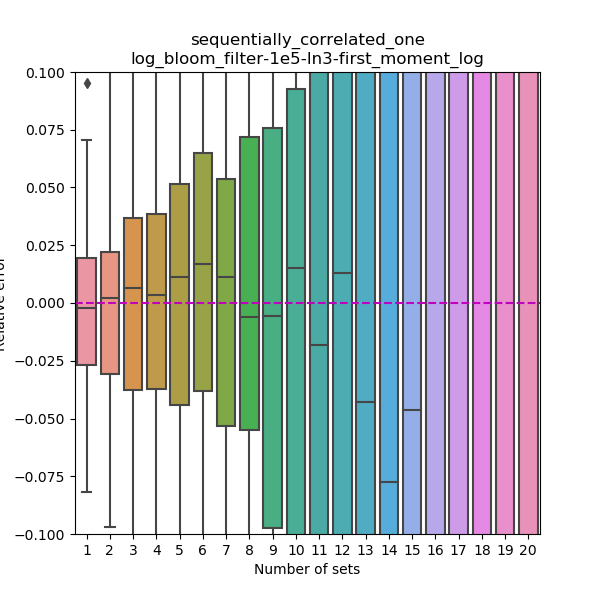 sequentially_correlated_one
log_bloom_filter-1e5-ln3-first_moment_log
0.100
0.075
0.050
0.025
0.000
−0.025
−0.050
−0.075
−0.100
Relative error
1 2 3 4 5 6 7 8 9 10 11 12 13 14 15 16 17 18 19 20
Number of sets